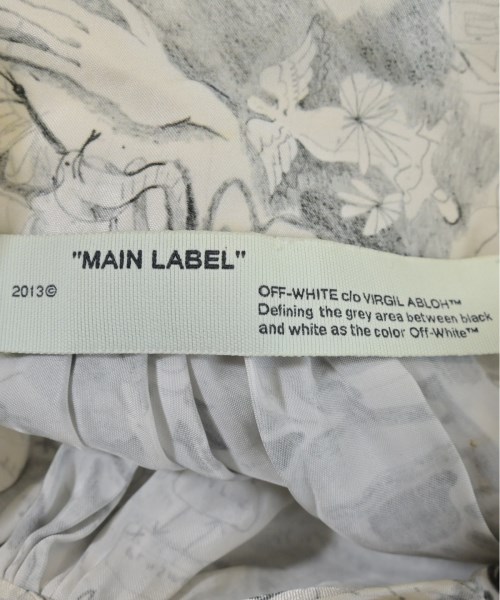 "MAIN LABEL"
2013©
OFF-WHITE c/o VIRGIL ABLOH™
Defining the grey area between black
and white as the color Off-White™